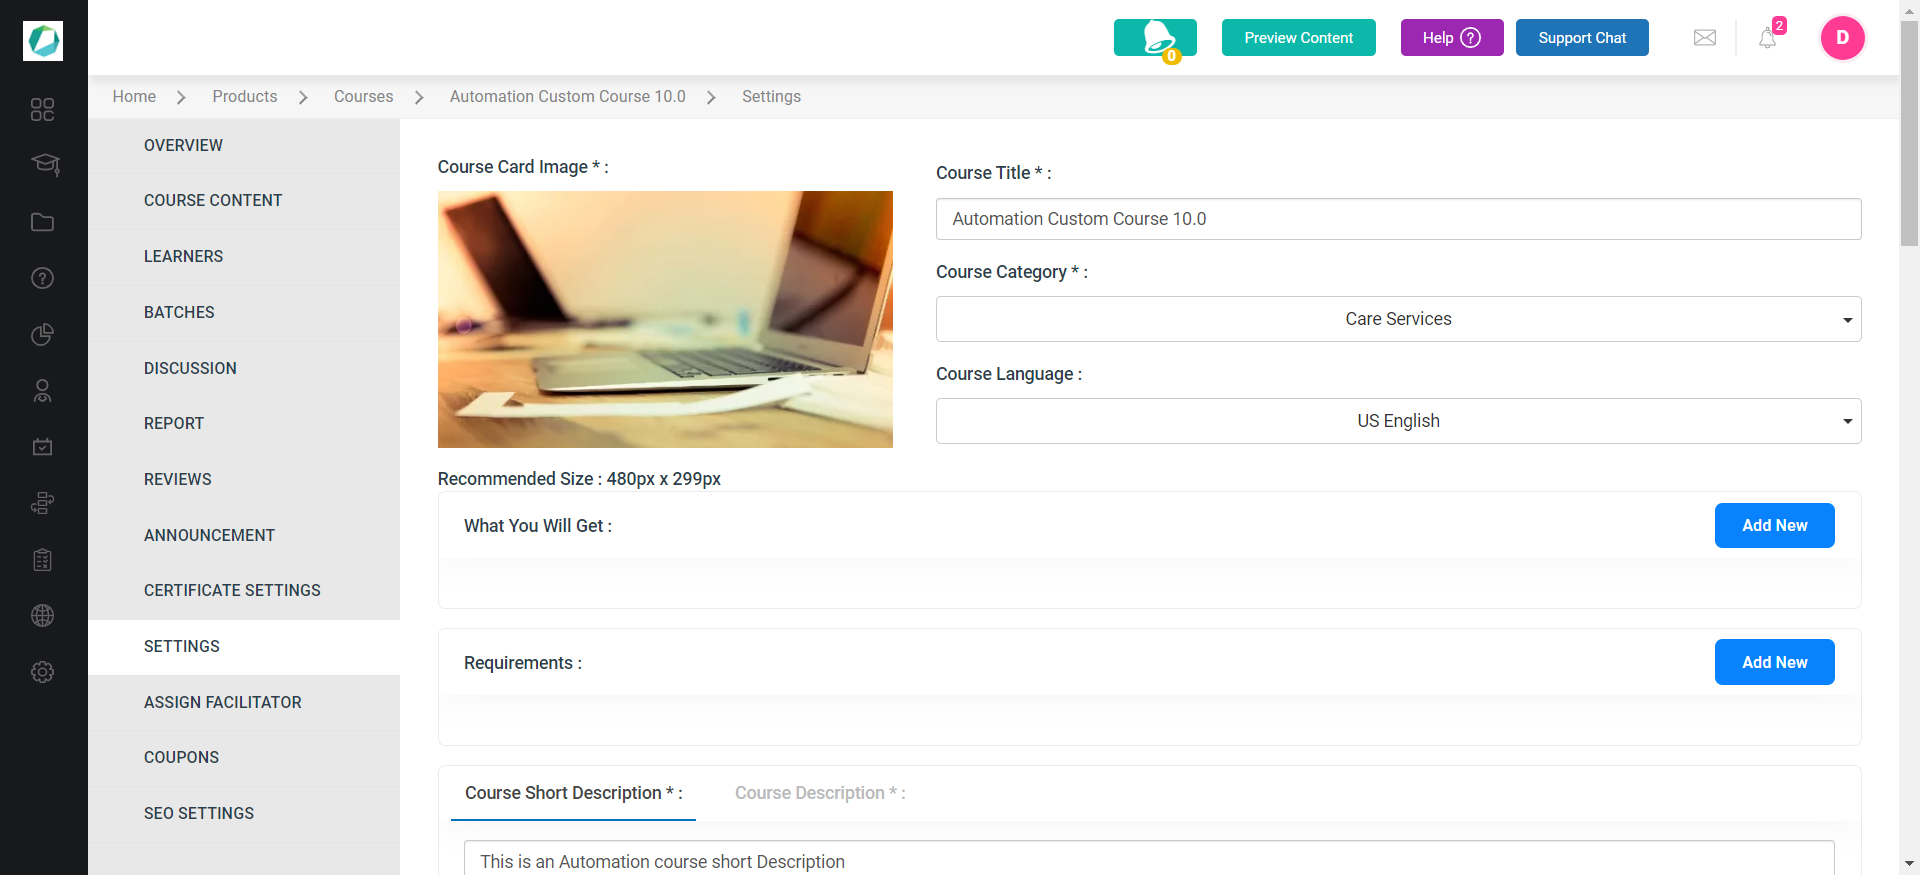 0
Preview Content
Help ?
Support Chat
2
D
Home
Products
Courses
Automation Custom Course 10.0
Settings
OVERVIEW
COURSE CONTENT
LEARNERS
BATCHES
DISCUSSION
REPORT
REVIEWS
ANNOUNCEMENT
CERTIFICATE SETTINGS
SETTINGS
ASSIGN FACILITATOR
COUPONS
SEO SETTINGS
Course Card Image * :
Recommended Size : 480px x 299px
Course Title * :
Automation Custom Course 10.0
Course Category * :
Care Services
Course Language :
US English
What You Will Get :
Add New
Requirements :
Add New
Course Short Description * :
Course Description * :
This is an Automation course short Description